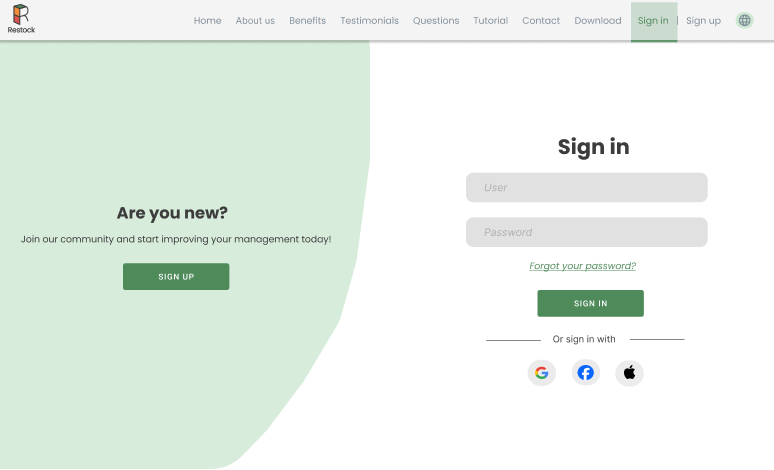 Restock
Home About us Benefits Testimonials Questions Tutorial Contact Download Sign in | Sign up
Are you new?
Join our community and start improving your management today!
SIGN UP
Sign in
User
Password
Forgot your password?
SIGN IN
Or sign in with